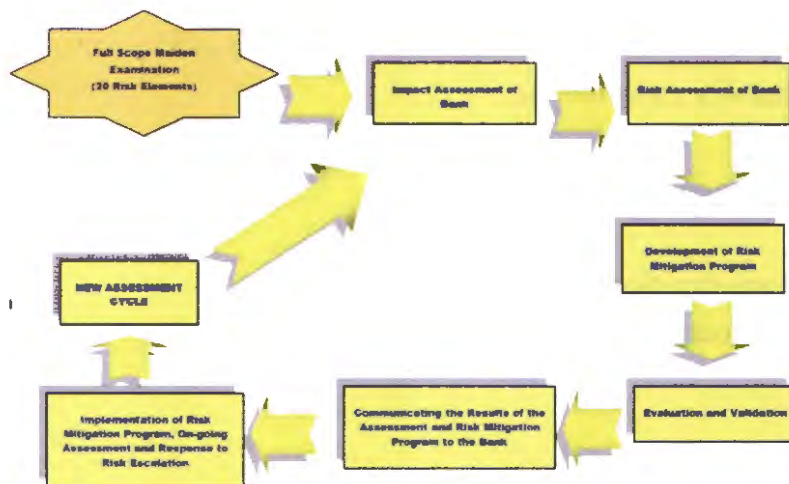 Full Scope Maiden
Examination
(20 Risk Elements)
Impact Assessment of
Bank
Risk Assessment of Bank
Development of Risk
Mitigation Program
Evaluation and Validation
Communicating the Results of the
Assessment and Risk Mitigation
Program to the Bank
Implementation of Risk
Mitigation Program, On-going
Assessment and Response to
Risk Escalation
NEW ASSESSMENT
CYCLE